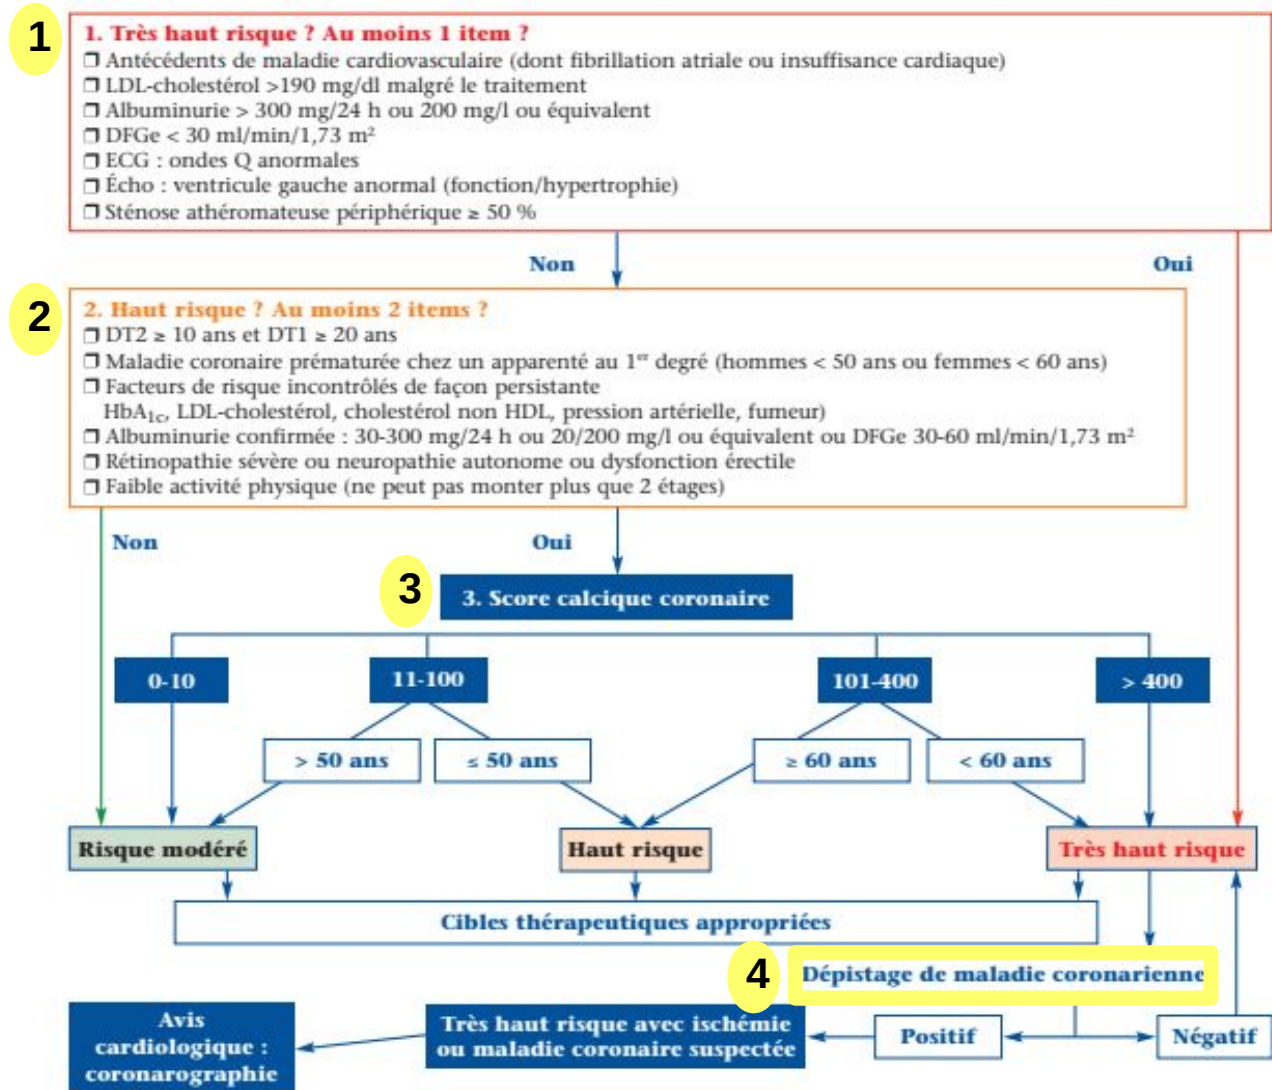 1
1. Très haut risque ? Au moins 1 item ?
❒ Antécédents de maladie cardiovasculaire (dont fibrillation atriale ou insuffisance cardiaque)
❒ LDL-cholestérol >190 mg/dl malgré le traitement
❒ Albuminurie > 300 mg/24 h ou 200 mg/l ou équivalent
❒ DFGe < 30 ml/min/1,73 m²
❒ ECG : ondes Q anormales
❒ Écho : ventricule gauche anormal (fonction/hypertrophie)
❒ Sténose athéromateuse périphérique ≥ 50 %
Non
Oui
2
2. Haut risque ? Au moins 2 items ?
❒ DT2 ≥ 10 ans et DT1 ≥ 20 ans
❒ Maladie coronaire prématurée chez un apparenté au 1er degré (hommes < 50 ans ou femmes < 60 ans)
❒ Facteurs de risque incontrôlés de façon persistante
HbA1c, LDL-cholestérol, cholestérol non HDL, pression artérielle, fumeur)
❒ Albuminurie confirmée : 30-300 mg/24 h ou 20/200 mg/l ou équivalent ou DFGe 30-60 ml/min/1,73 m²
❒ Rétinopathie sévère ou neuropathie autonome ou dysfonction érectile
❒ Faible activité physique (ne peut pas monter plus que 2 étages)
Non
Oui
3
3. Score calcique coronaire
0-10
11-100
101-400
> 400
> 50 ans
≤ 50 ans
≥ 60 ans
< 60 ans
Risque modéré
Haut risque
Très haut risque
Cibles thérapeutiques appropriées
4
Dépistage de maladie coronarienne
Avis
cardiologique :
coronarographie
Très haut risque avec ischémie
ou maladie coronaire suspectée
Positif
Négatif